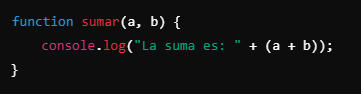 function sumar(a, b) {
    console.log("La suma es: " + (a + b));
}